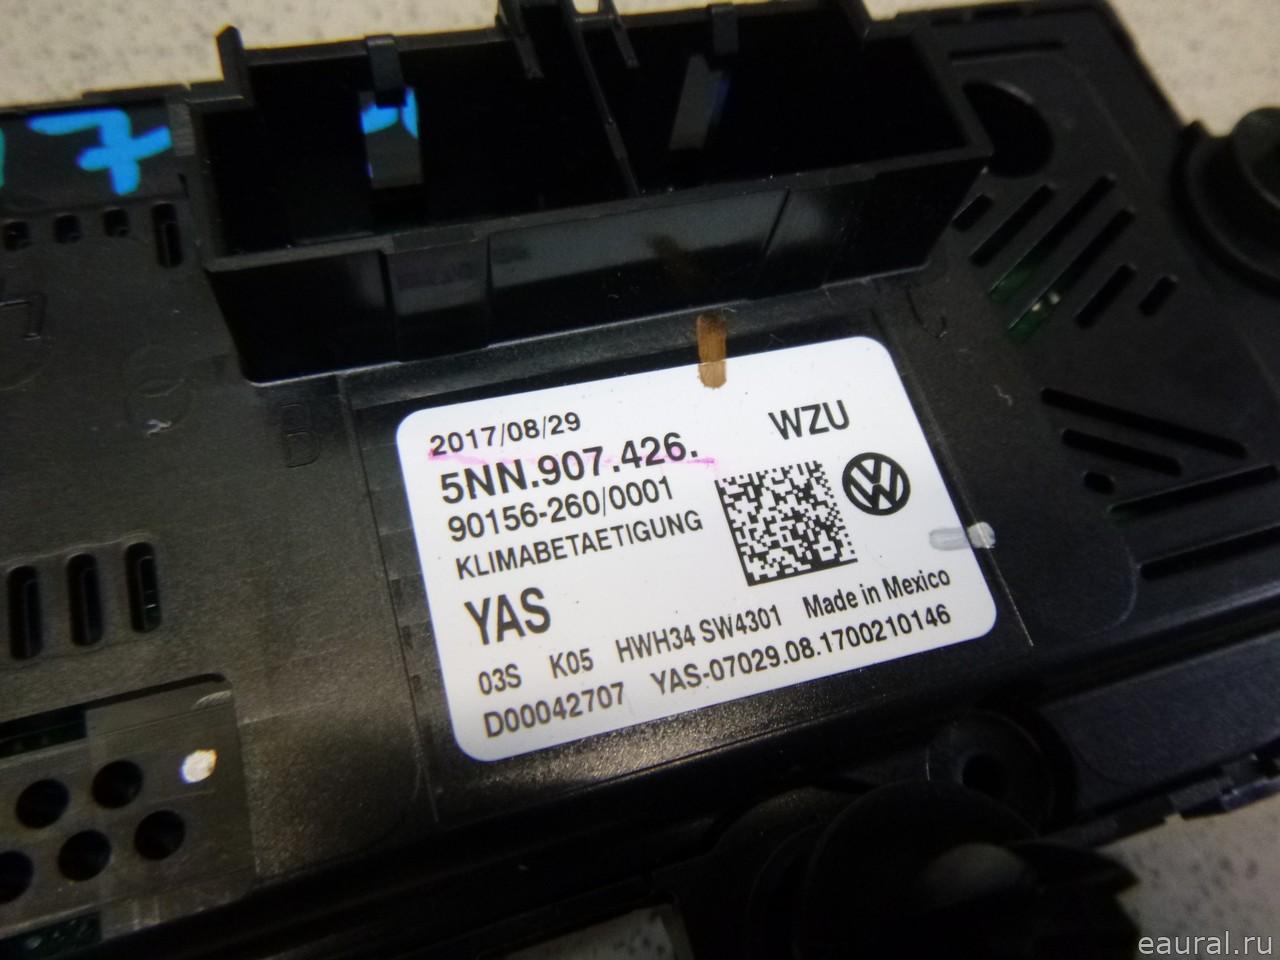 7
2017/08/29
5NN.907.426.
WZU
90156-260/0001
KLIMABETAETIGUNG
YAS
03S K05 HWH34 SW4301 Made in Mexico
D00042707 YAS-07029.08.1700210146
eaural.ru